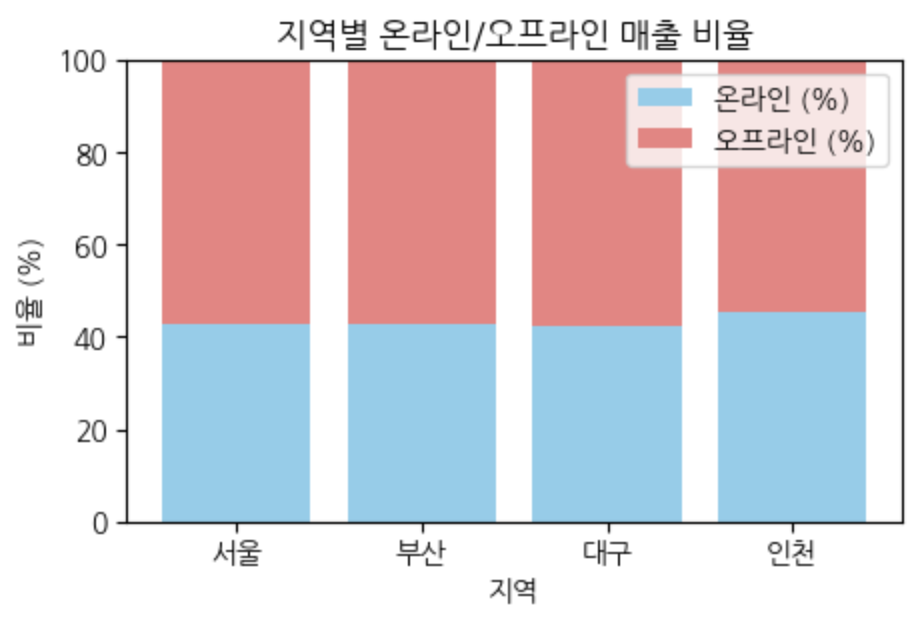 지역별 온라인/오프라인 매출 비율
100
80
60
40
20
0
비율 (%)
온라인 (%)
오프라인 (%)
서울 부산 대구 인천
지역